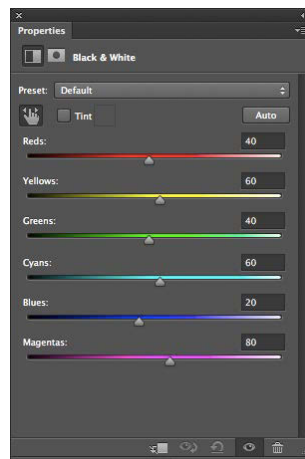 Properties
Black & White
Preset: Default
Tint Auto
Reds: 40
Yellows: 60
Greens: 40
Cyans: 60
Blues: 20
Magentas: 80